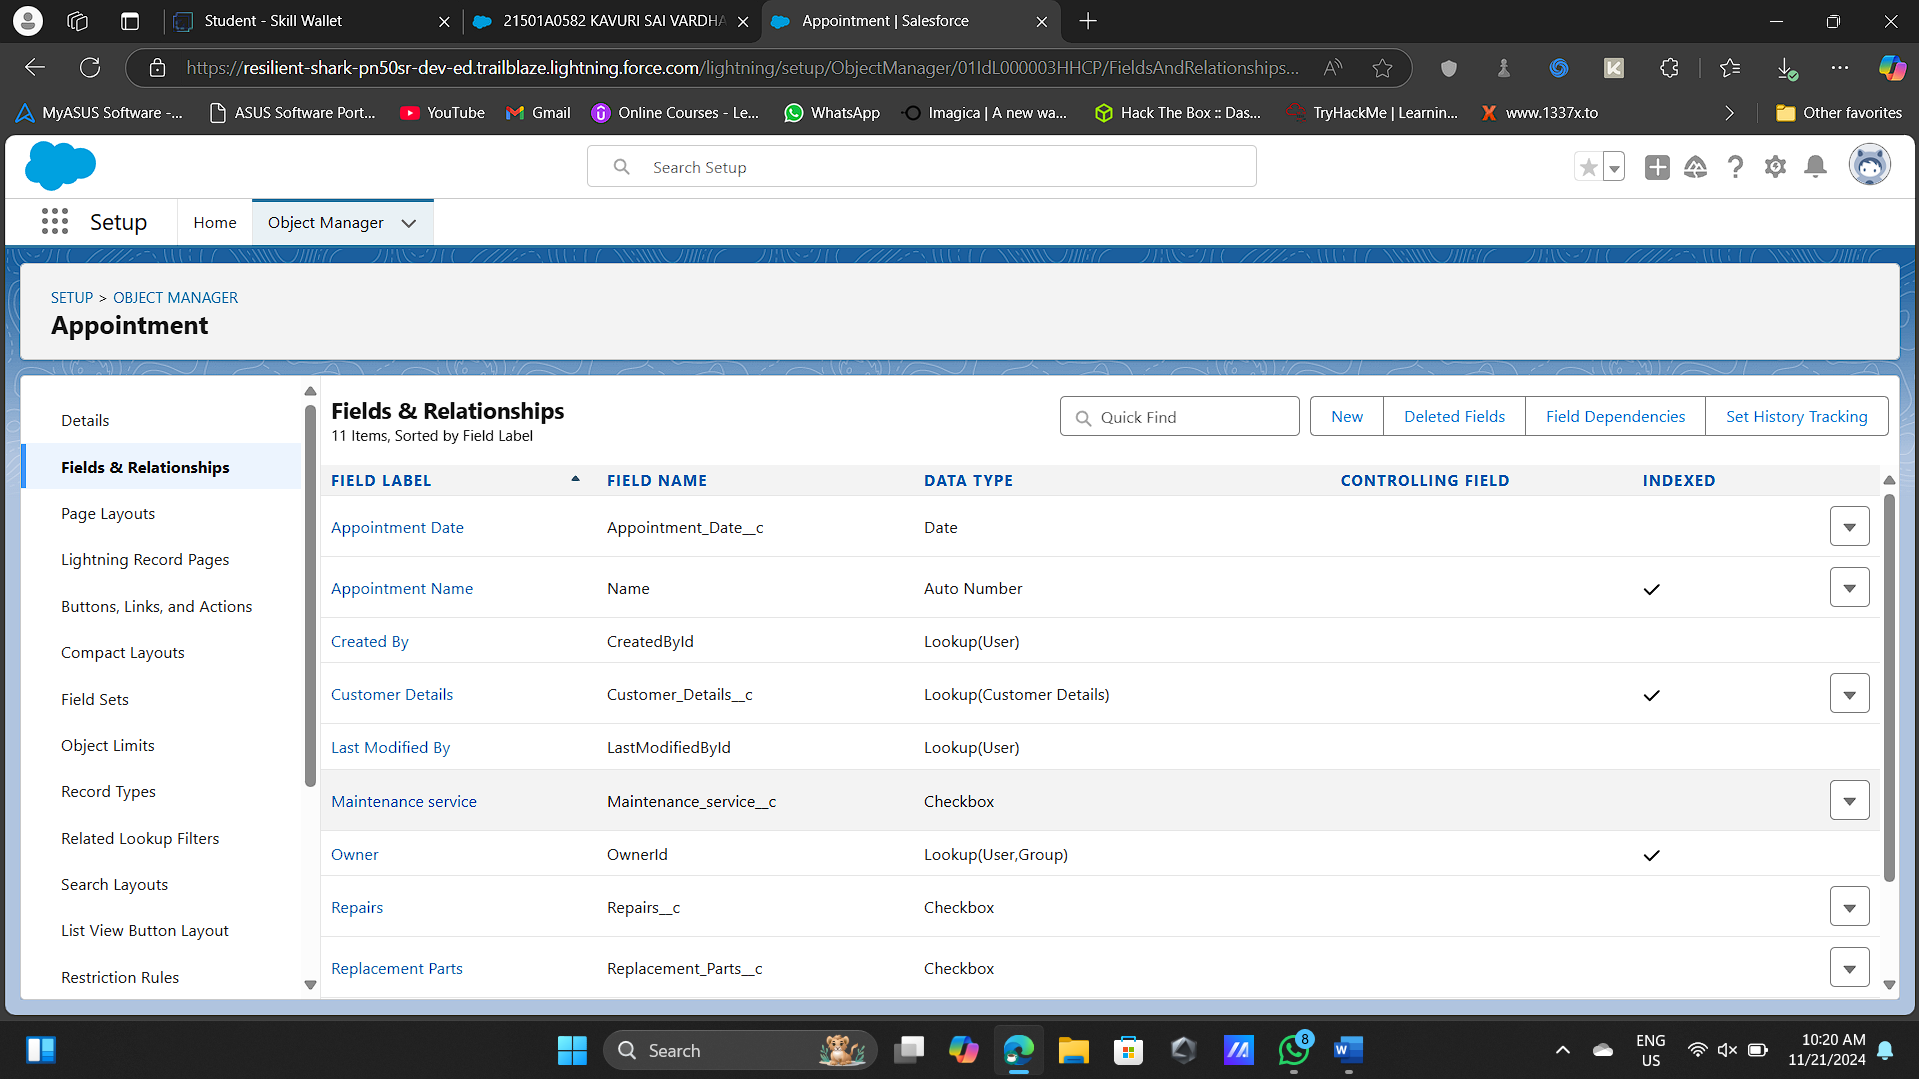 Student - Skill Wallet
21501A0582 KAVURI SAI VARDHA
Appointment | Salesforce
https://resilient-shark-pn50sr-dev-ed.trailblaze.lightning.force.com/lightning/setup/ObjectManager/01IdL000003HHCP/FieldsAndRelationships...
MyASUS Software -...
ASUS Software Port...
YouTube
Gmail
Online Courses - Le...
WhatsApp
Imagica | A new wa...
Hack The Box :: Das...
TryHackMe | Learnin...
www.1337x.to
Other favorites
Search Setup
Setup
Home
Object Manager
SETUP > OBJECT MANAGER
Appointment
Details
Fields & Relationships
Page Layouts
Lightning Record Pages
Buttons, Links, and Actions
Compact Layouts
Field Sets
Object Limits
Record Types
Related Lookup Filters
Search Layouts
List View Button Layout
Restriction Rules
Fields & Relationships
11 Items, Sorted by Field Label
Quick Find
New
Deleted Fields
Field Dependencies
Set History Tracking
FIELD LABEL FIELD NAME DATA TYPE CONTROLLING FIELD INDEXED
Appointment Date Appointment_Date__c Date
Appointment Name Name Auto Number
Created By CreatedById Lookup(User)
Customer Details Customer_Details__c Lookup(Customer Details)
Last Modified By LastModifiedById Lookup(User)
Maintenance service Maintenance_service__c Checkbox
Owner OwnerId Lookup(User,Group)
Repairs Repairs__c Checkbox
Replacement Parts Replacement_Parts__c Checkbox
Search
8
ENG
US
10:20 AM
11/21/2024